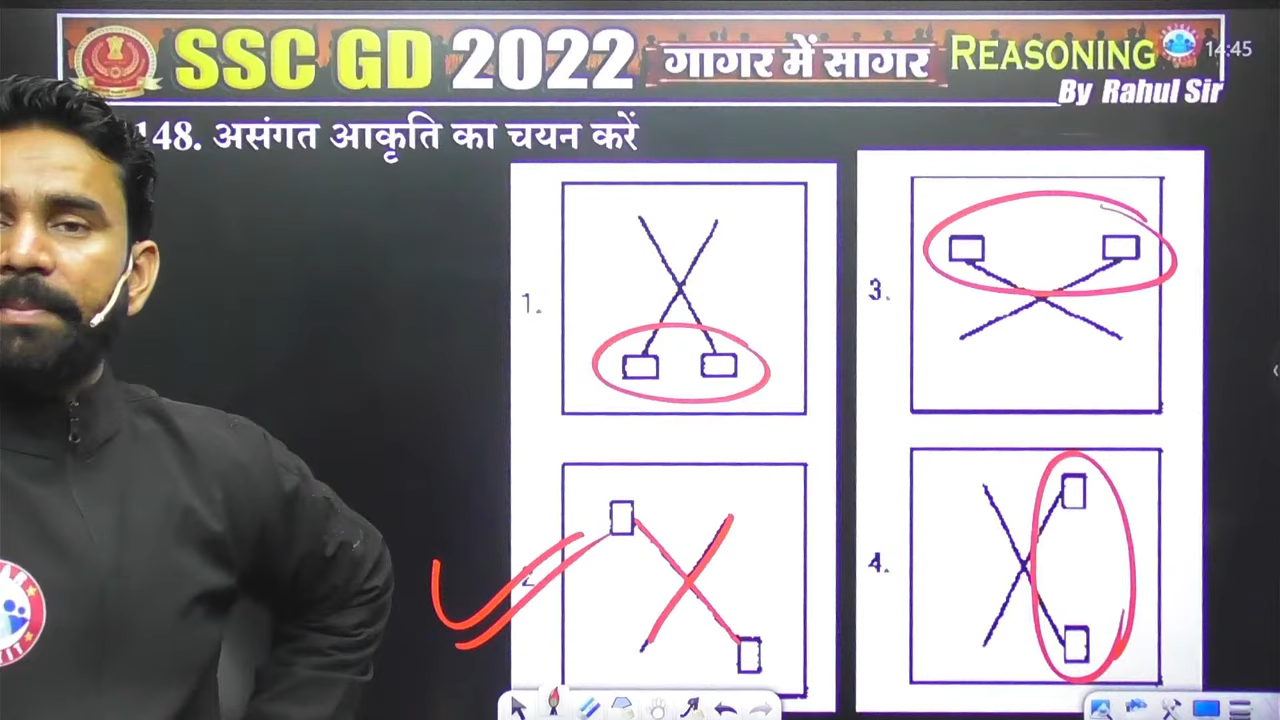 SSC GD 2022 गागर में सागर REASONING 14:45
By Rahul Sir
148. असंगत आकृति का चयन करें
1.
3.
2
4.